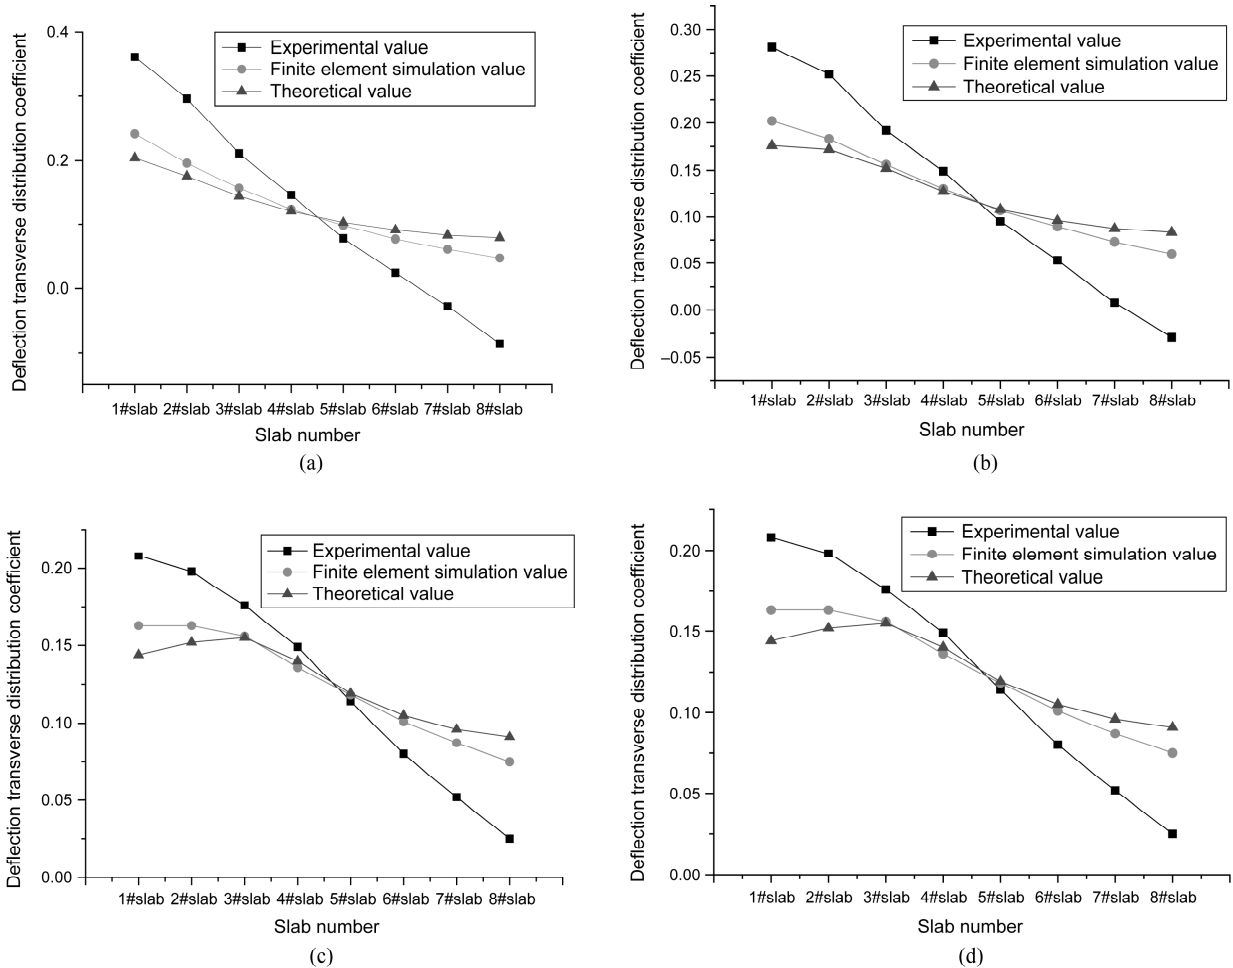 Deflection transverse distribution coefficient
0.4
0.2
0.0
Experimental value
Finite element simulation value
Theoretical value
1#slab 2#slab 3#slab 4#slab 5#slab 6#slab 7#slab 8#slab
Slab number
(a)
Deflection transverse distribution coefficient
0.30
0.25
0.20
0.15
0.10
0.05
0.00
–0.05
Experimental value
Finite element simulation value
Theoretical value
1#slab 2#slab 3#slab 4#slab 5#slab 6#slab 7#slab 8#slab
Slab number
(b)
Deflection transverse distribution coefficient
0.20
0.15
0.10
0.05
0.00
Experimental value
Finite element simulation value
Theoretical value
1#slab 2#slab 3#slab 4#slab 5#slab 6#slab 7#slab 8#slab
Slab number
(c)
Deflection transverse distribution coefficient
0.20
0.15
0.10
0.05
0.00
Experimental value
Finite element simulation value
Theoretical value
1#slab 2#slab 3#slab 4#slab 5#slab 6#slab 7#slab 8#slab
Slab number
(d)